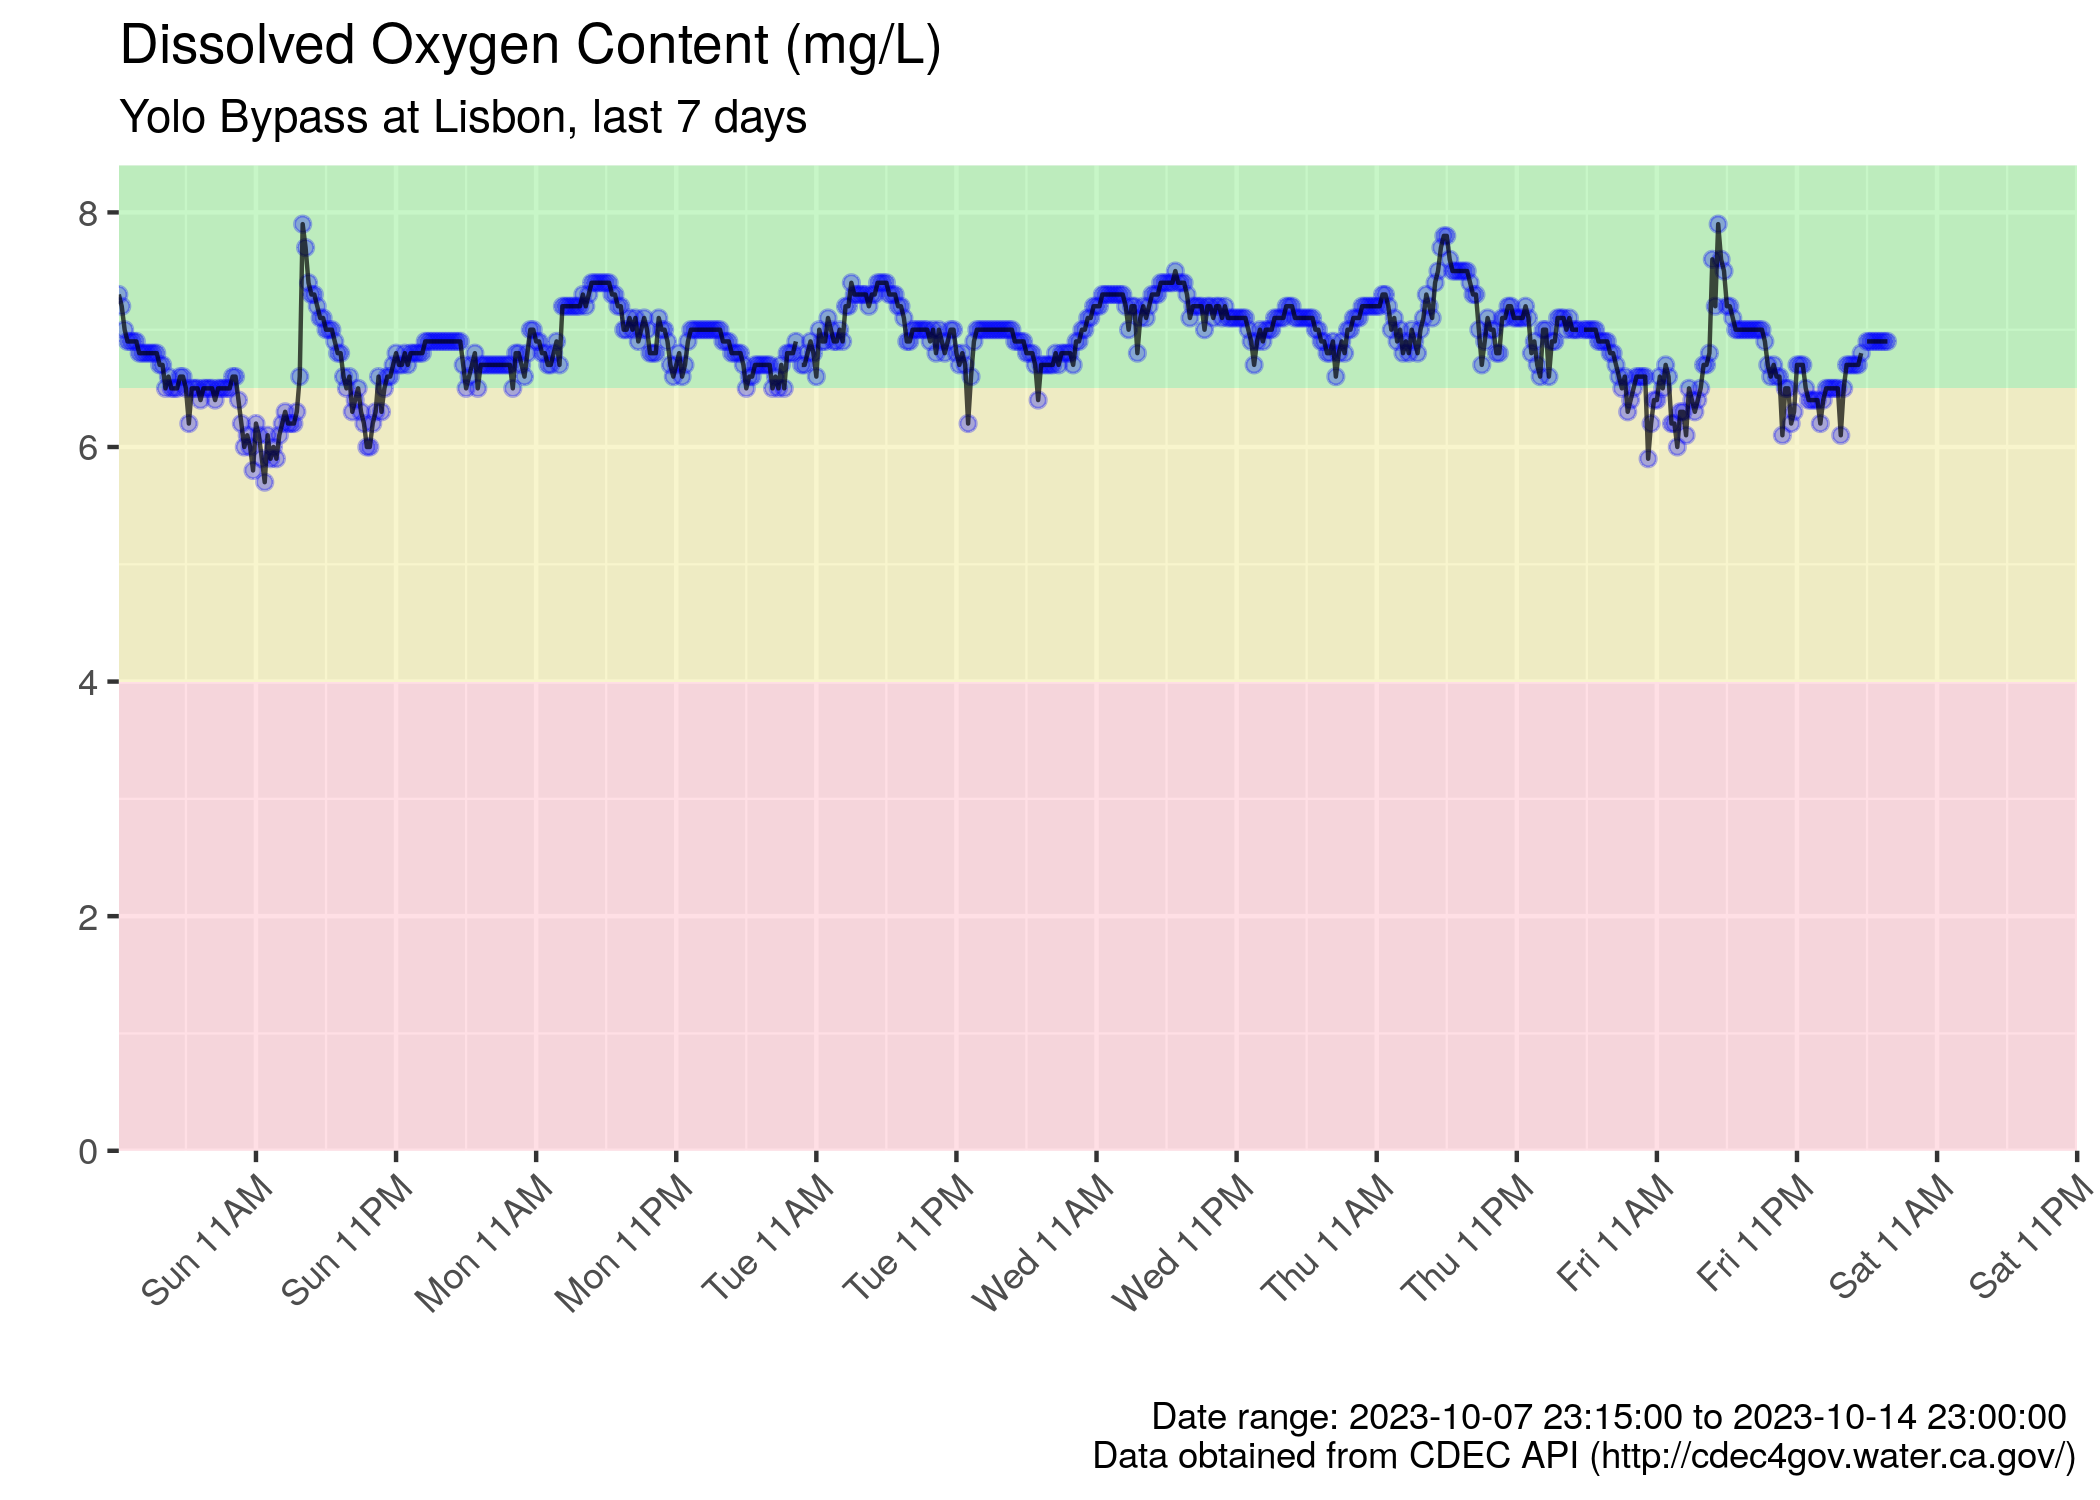 Dissolved Oxygen Content (mg/L)
Yolo Bypass at Lisbon, last 7 days
8
6
4
2
0
Sun 11AM
Sun 11PM
Mon 11AM
Mon 11PM
Tue 11AM
Tue 11PM
Wed 11AM
Wed 11PM
Thu 11AM
Thu 11PM
Fri 11AM
Fri 11PM
Sat 11AM
Sat 11PM
Date range: 2023-10-07 23:15:00 to 2023-10-14 23:00:00
Data obtained from CDEC API (http://cdec4gov.water.ca.gov/)